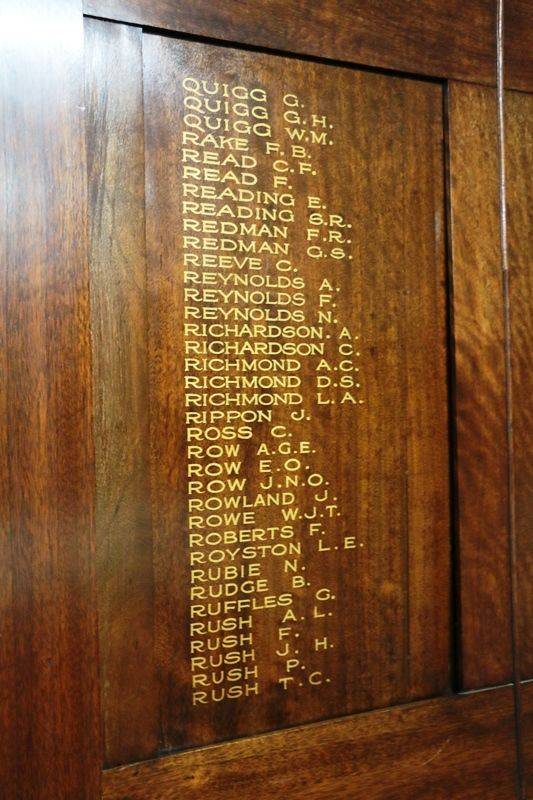 QUIGG G.
QUIGG G.H.
QUIGG W.M.
RAKE F.B.
READ C.F.
READ F.
READING E.
READING S.R.
REDMAN F.R.
REDMAN G.S.
REEVE C.
REYNOLDS A.
REYNOLDS F.
REYNOLDS N.
RICHARDSON. A.
RICHARDSON C.
RICHMOND A.C.
RICHMOND D.S.
RICHMOND L.A.
RIPPON J.
ROSS C.
ROW A.G.E.
ROW E.O.
ROW J.N.O.
ROWLAND J.
ROWE W.J.T.
ROBERTS F.
ROYSTON L.E.
RUBIE N.
RUDGE B.
RUFFLES G.
RUSH A.L.
RUSH F.
RUSH J.H.
RUSH P.
RUSH T.C.